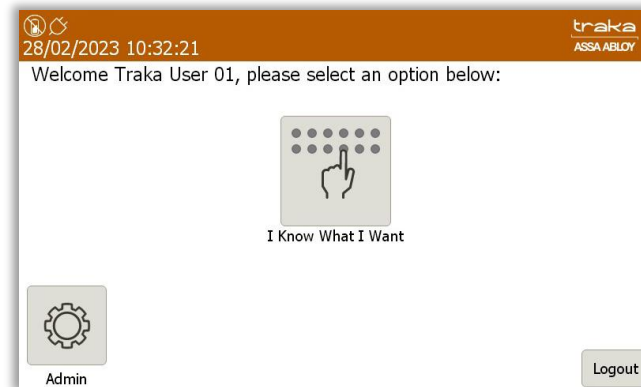 traka
28/02/2023 10:32:21
ASSA ABLOY
Welcome Traka User 01, please select an option below:
I Know What I Want
Admin
Logout